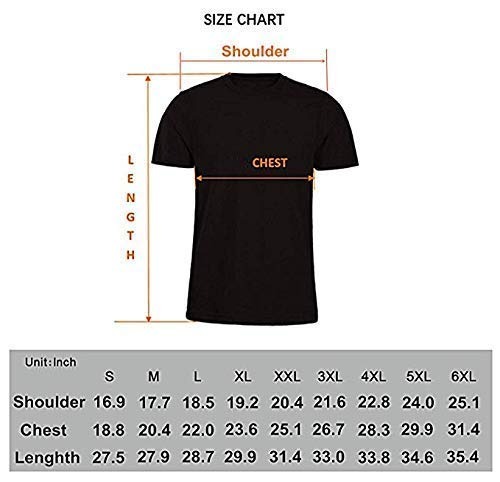 SIZE CHART
Shoulder
CHEST
LENGTH
Unit:Inch
S M L XL XXL 3XL 4XL 5XL 6XL
Shoulder 16.9 17.7 18.5 19.2 20.4 21.6 22.8 24.0 25.1
Chest 18.8 20.4 22.0 23.6 25.1 26.7 28.3 29.9 31.4
Lenghth 27.5 27.9 28.7 29.9 31.4 33.0 33.8 34.6 35.4